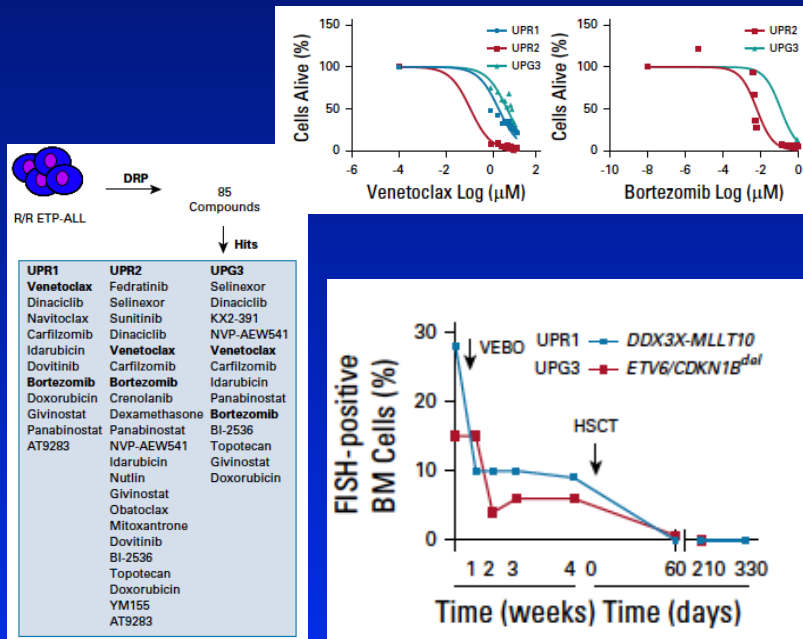 DRP
85
Compounds
R/R ETP-ALL
Hits
UPR1 UPR2 UPG3
Venetoclax Fedratinib Selinexor
Dinaciclib Selinexor Dinaciclib
Navitoclax Sunitinib KX2-391
Carfilzomib Dinaciclib NVP-AEW541
Idarubicin Venetoclax Venetoclax
Dovitinib Carfilzomib Carfilzomib
Bortezomib Bortezomib Idarubicin
Doxorubicin Crenolanib Panobinostat
Givinostat Dexamethasone Bortezomib
Panabinostat Panabinostat BI-2536
AT9283 NVP-AEW541 Topotecan
Idarubicin Givinostat
Nutlin Doxorubicin
Givinostat
Obatoclax
Mitoxantrone
Dovitinib
BI-2536
Topotecan
Doxorubicin
YM155
AT9283
Cells Alive (%)
150
100
50
0
-6 -4 -2 0 2
Venetoclax Log (μM)
UPR1
UPR2
UPG3
Cells Alive (%)
150
100
50
0
-10 -8 -6 -4 -2 0
Bortezomib Log (μM)
UPR2
UPG3
FISH-positive
BM Cells (%)
30
20
10
0
VEBO
UPR1 DDX3X-MLLT10
UPG3 ETV6/CDKN1Bdel
HSCT
1 2 3 4 0 60 210 330
Time (weeks) Time (days)